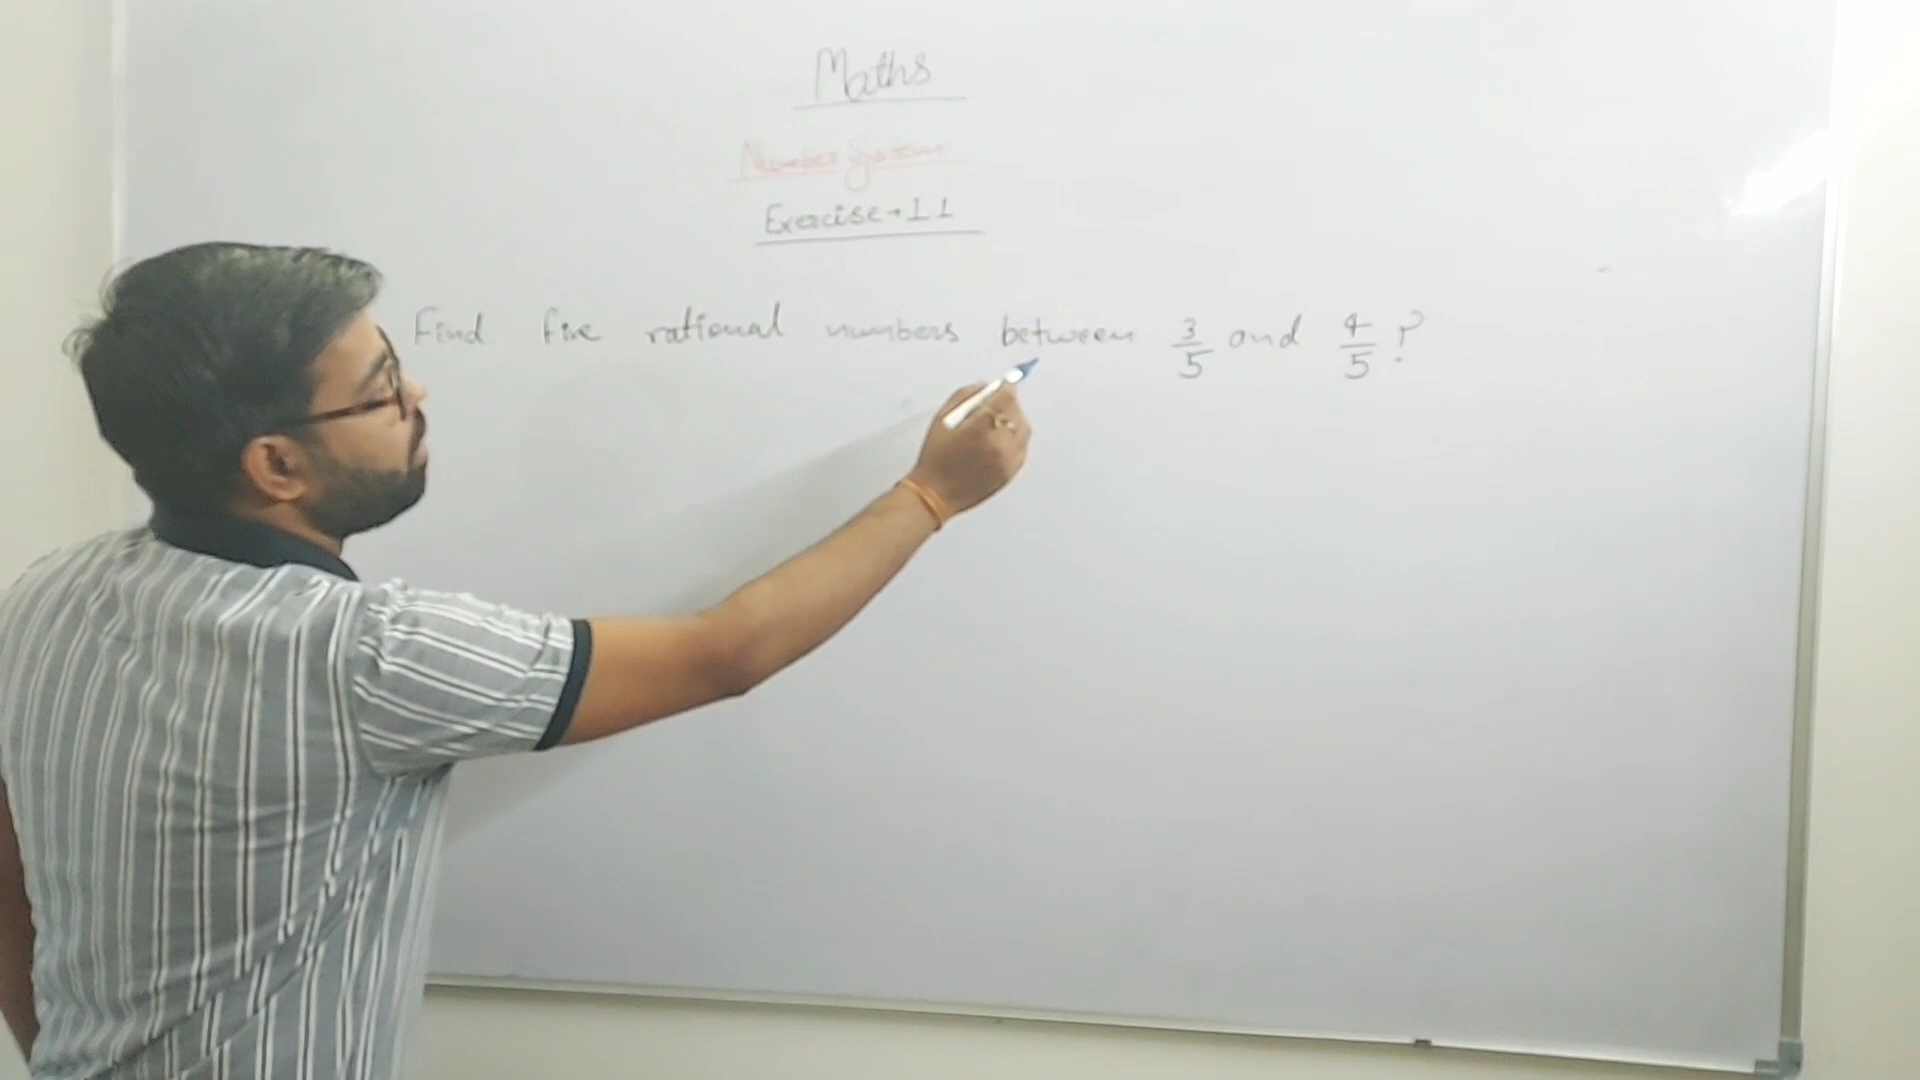 Maths
Number System
Exercise → 1.1
Find five rational numbers between 3/5 and 4/5 ?